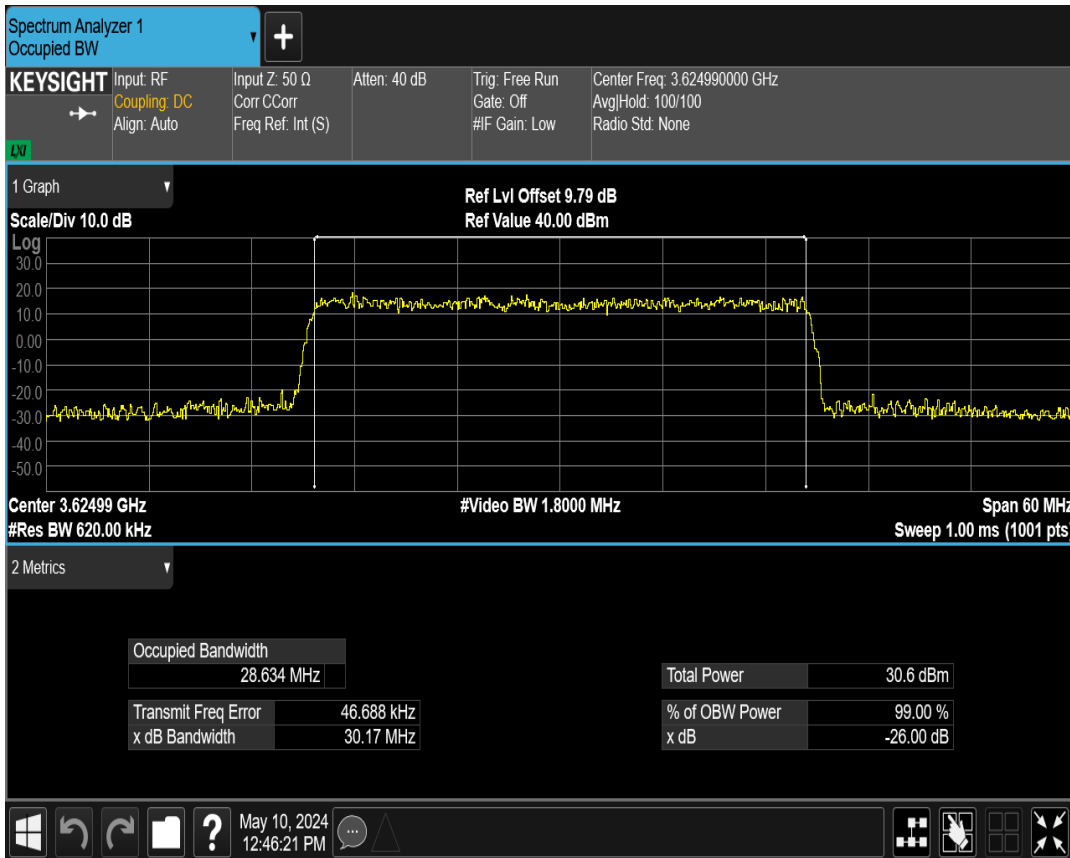 Spectrum Analyzer 1
Occupied BW
+
KEYSIGHT
LXI
Input: RF
Coupling: DC
Align: Auto
Input Z: 50 Ω
Corr CCorr
Freq Ref: Int (S)
Atten: 40 dB
Trig: Free Run
Gate: Off
#IF Gain: Low
Center Freq: 3.624990000 GHz
Avg|Hold: 100/100
Radio Std: None
1 Graph
Scale/Div 10.0 dB
Ref Lvl Offset 9.79 dB
Ref Value 40.00 dBm
Log
30.0
20.0
10.0
0.00
-10.0
-20.0
-30.0
-40.0
-50.0
Center 3.62499 GHz
#Video BW 1.8000 MHz
Span 60 MHz
#Res BW 620.00 kHz
Sweep 1.00 ms (1001 pts)
2 Metrics
Occupied Bandwidth
28.634 MHz
Total Power 30.6 dBm
Transmit Freq Error 46.688 kHz
% of OBW Power 99.00 %
x dB Bandwidth 30.17 MHz
x dB -26.00 dB
?
May 10, 2024
12:46:21 PM